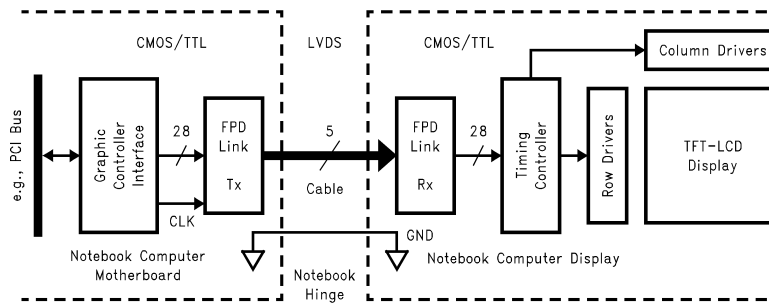 CMOS/TTL
LVDS
CMOS/TTL
Column Drivers
e.g., PCI Bus
Graphic
Controller
Interface
28
CLK
FPD
Link
Tx
5
Cable
FPD
Link
Rx
28
Timing
Controller
Row Drivers
TFT-LCD
Display
GND
Notebook Computer
Motherboard
Notebook
Hinge
Notebook Computer Display